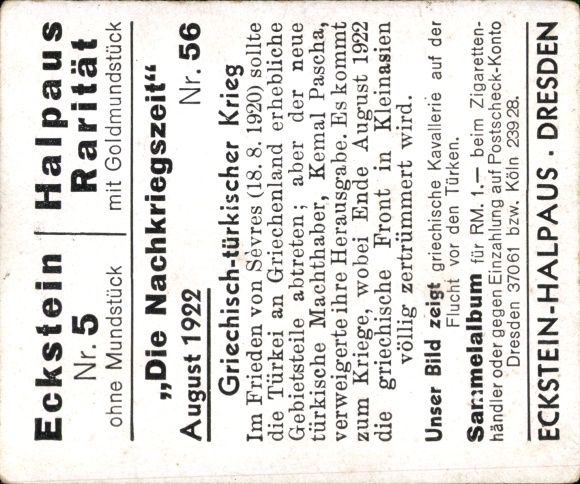 Eckstein
Nr. 5
ohne Mundstück
Halpaus
Rarität
mit Goldmundstück
„Die Nachkriegszeit“
August 1922
Nr. 56
Griechisch-türkischer Krieg
Im Frieden von Sèvres (18. 8. 1920) sollte
die Türkei an Griechenland erhebliche
Gebietsteile abtreten; aber der neue
türkische Machthaber, Kemal Pascha,
verweigerte ihre Herausgabe. Es kommt
zum Kriege, wobei Ende August 1922
die griechische Front in Kleinasien
völlig zertrümmert wird.
Unser Bild zeigt griechische Kavallerie auf der
Flucht vor den Türken.
Sammelalbum für RM. 1.— beim Zigaretten-
händler oder gegen Einzahlung auf Postscheck-Konto
Dresden 37061 bzw. Köln 23928.
ECKSTEIN-HALPAUS · DRESDEN